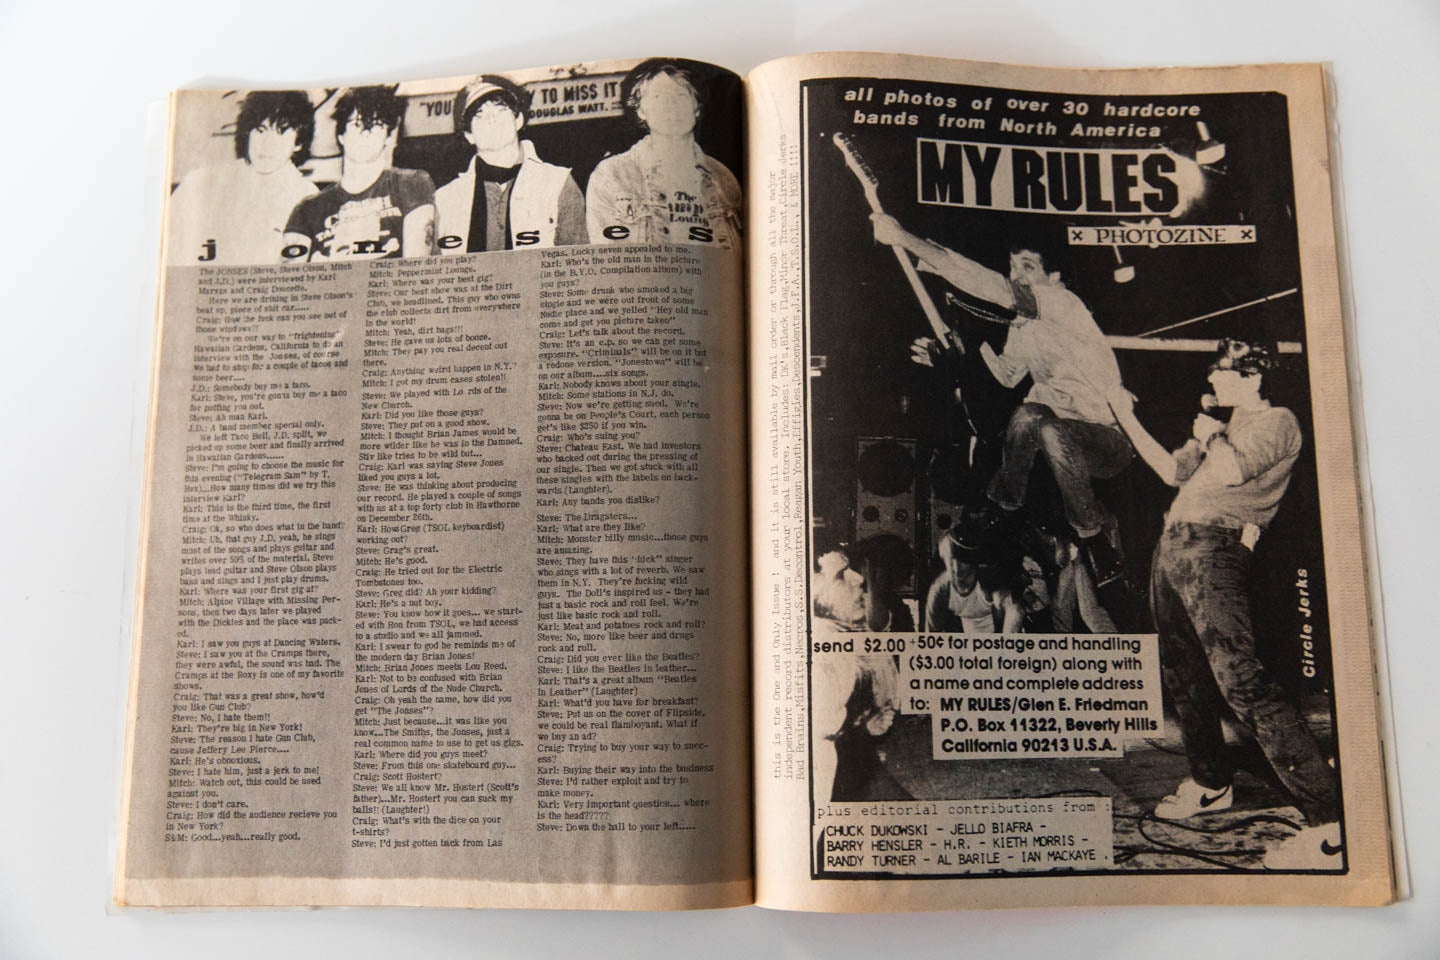 "YOU
Y TO MISS IT
DOUGLAS WATT.
The
Lounge
j o n e s e s
The JONSES (Steve, Steve Olson, Mitch
and J.D.) were interviewed by Karl
Marxus and Craig Doucette.
Here we are driving in Steve Olson's
beat up, piece of shit car.....
Craig: How the fuck can you see out of
those windows?!
We're on our way to "frightening"
Hawaiian Gardens, California to do an
interview with the Jonses, of course
we had to stop for a couple of tacos and
some beer....
J.D.: Somebody buy me a taco.
Karl: Steve, you're gonna buy me a taco
for putting you out.
Steve: Ah man Karl.
J.D.: A band member special only.
We left Taco Bell, J.D. split, we
picked up some beer and finally arrived
in Hawaiian Gardens......
Steve: I'm going to choose the music for
this evening ("Telegram Sam" by T.
Rex)...How many times did we try this
interview Karl?
Karl: This is the third time, the first
time at the Whisky.
Craig: Ok, so who does what in the band?
Mitch: Uh, that guy J.D. yeah, he sings
most of the songs and plays guitar and
writes over 50% of the material. Steve
plays lead guitar and Steve Olson plays
bass and sings and I just play drums.
Karl: Where was your first gig at?
Mitch: Alpine Village with Missing Per-
sons, then two days later we played
with the Dickies and the place was pack-
ed.
Karl: I saw you guys at Dancing Waters.
Steve: I saw you at the Cramps there,
they were awful, the sound was bad. The
Cramps at the Roxy is one of my favorite
shows.
Craig: That was a great show, how'd
you like Gun Club?
Steve: No, I hate them!!
Karl: They're big in New York!
Steve: The reason I hate Gun Club,
cause Jeffery Lee Pierce....
Karl: He's obnoxious.
Steve: I hate him, just a jerk to me!
Mitch: Watch out, this could be used
against you.
Steve: I don't care.
Craig: How did the audience recieve you
in New York?
S&M: Good...yeah...really good.
Craig: Where did you play?
Mitch: Peppermint Lounge.
Karl: Where was your best gig?
Steve: Our best show was at the Dirt
Club, we headlined. This guy who owns
the club collects dirt from everywhere
in the world!
Mitch: Yeah, dirt bags!!!
Steve: He gave us lots of booze.
Mitch: They pay you real decent out
there.
Craig: Anything weird happen in N.Y.?
Mitch: I got my drum cases stolen!!
Steve: We played with Lords of the
New Church.
Karl: Did you like those guys?
Steve: They put on a good show.
Mitch: I thought Brian James would be
more wilder like he was in the Damned.
Stiv like tries to be wild but...
Craig: Karl was saying Steve Jones
liked you guys a lot.
Steve: He was thinking about producing
our record. He played a couple of songs
with us at a top forty club in Hawthorne
on December 26th.
Karl: Hows Greg (TSOL keyboardist)
working out?
Steve: Grag's great.
Mitch: He's good.
Craig: He tried out for the Electric
Tombstones too.
Steve: Greg did? Ah your kidding?
Karl: He's a nut boy.
Steve: You know how it goes... we start-
ed with Ron from TSOL, we had access
to a studio and we all jammed.
Karl: I swear to god he reminds me of
the modern day Brian Jones!
Mitch: Brian Jones meets Lou Reed.
Karl: Not to be confused with Brian
Jones of Lords of the Nude Church.
Craig: Oh yeah the name, how did you
get "The Jonses"?
Mitch: Just because...it was like you
know...The Smiths, the Jonses, just a
real common name to use to get us gigs.
Karl: Where did you guys meet?
Steve: From this one skateboard guy...
Craig: Scott Hostert?
Steve: We all know Mr. Hostert (Scott's
father)...Mr. Hostert you can suck my
balls!! (Laughter!)
Craig: What's with the dice on your
t-shirts?
Steve: I'd just gotten back from Las
Vegas. Lucky seven appealed to me.
Karl: Who's the old man in the picture
(in the B.Y.O. Compilation album) with
you guys?
Steve: Some drunk who smoked a big
stogie and we were out front of some
Nudie place and we yelled "Hey old man
come and get you picture taken"
Craig: Let's talk about the record.
Steve: It's an e.p. so we can get some
exposure. "Criminals" will be on it but
a redone version. "Jonestown" will be
on our album....six songs.
Karl: Nobody knows about your single.
Mitch: Some stations in N.J. do.
Steve: Now we're getting sued. We're
gonna be on People's Court, each person
get's like $250 if you win.
Craig: Who's suing you?
Steve: Chateau East. We had investors
who backed out during the pressing of
our single. Then we got stuck with all
these singles with the labels on back-
wards (Laughter).
Karl: Any bands you dislike?
Steve: The Dragsters...
Karl: What are they like?
Mitch: Monster billy music...those guys
are amazing.
Steve: They have this "hick" singer
who sings with a lot of reverb. We saw
them in N.Y. They're fucking wild
guys. The Doll's inspired us - they had
just a basic rock and roll feel. We're
just like basic rock and roll.
Karl: Meat and potatoes rock and roll?
Steve: No, more like beer and drugs
rock and roll.
Craig: Did you ever like the Beatles?
Steve: I like the Beatles in leather...
Karl: That's a great album "Beatles
In Leather" (Laughter)
Karl: What'd you have for breakfast?
Steve: Put us on the cover of Flipside,
we could be real flamboyant. What if
we buy an ad?
Craig: Trying to buy your way to succ-
ess?
Karl: Buying their way into the business
Steve: I'd rather exploit and try to
make money.
Karl: Very important question... where
is the head?????
Steve: Down the hall to your left.....
this is the One and Only Issue ! and it is still available by mail order or through all the major
independent record distributors at your local store. Includes: DK's,Black Flag,Minor Threat,Circle Jerks
Bad Brains,Misfits,Necros,S.S.Decontrol,Reagan Youth,Effigies,Descendents,J.F.A.,T.S.O.L., & MORE !!!!
all photos of over 30 hardcore
bands from North America
MY RULES
× PHOTOZINE ×
Circle Jerks
send $2.00 +50¢ for postage and handling
($3.00 total foreign) along with
a name and complete address
to: MY RULES/Glen E. Friedman
P.O. Box 11322, Beverly Hills
California 90213 U.S.A.
plus editorial contributions from :
CHUCK DUKOWSKI - JELLO BIAFRA -
BARRY HENSLER - H.R. - KIETH MORRIS -
RANDY TURNER - AL BARILE - IAN MACKAYE .